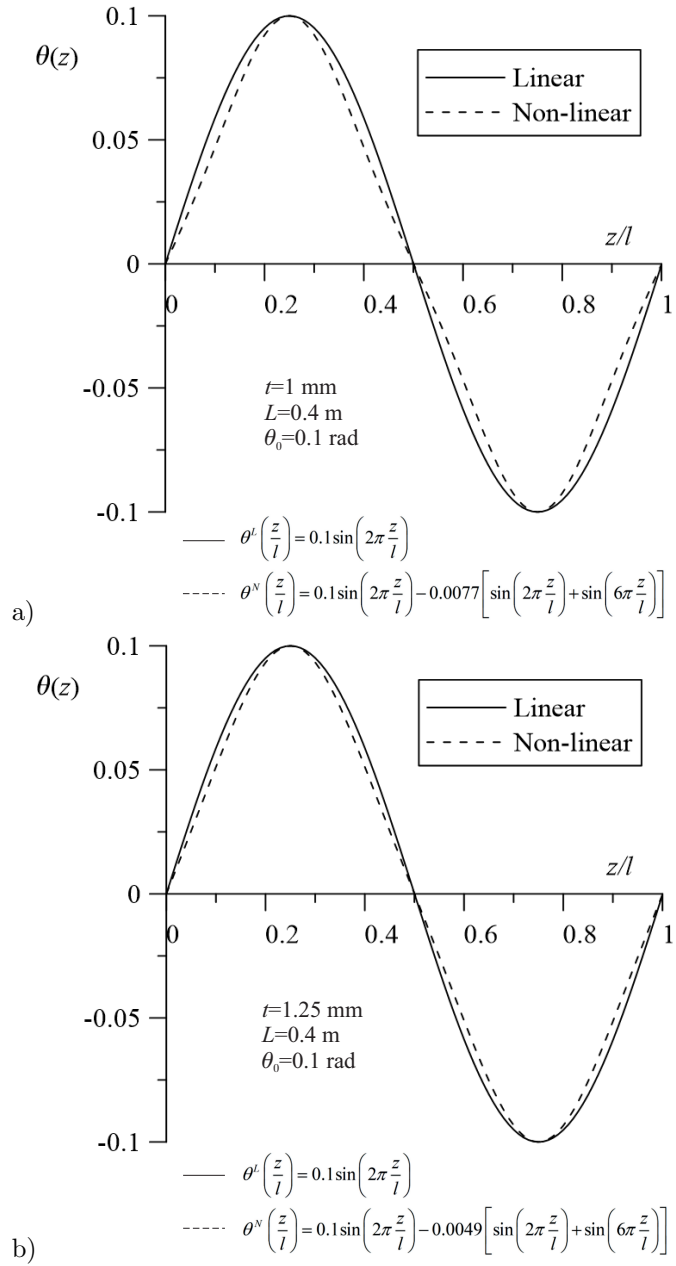 0.1
θ(z)
Linear
Non-linear
0.05
z/l
0
0 0.2 0.4 0.6 0.8 1
-0.05
t=1 mm
L=0.4 m
θ₀=0.1 rad
-0.1
θᴸ(z/l)=0.1sin(2π z/l)
θᴺ(z/l)=0.1sin(2π z/l)−0.0077[sin(2π z/l)+sin(6π z/l)]
a)
0.1
θ(z)
Linear
Non-linear
0.05
z/l
0
0 0.2 0.4 0.6 0.8 1
-0.05
t=1.25 mm
L=0.4 m
θ₀=0.1 rad
-0.1
θᴸ(z/l)=0.1sin(2π z/l)
θᴺ(z/l)=0.1sin(2π z/l)−0.0049[sin(2π z/l)+sin(6π z/l)]
b)